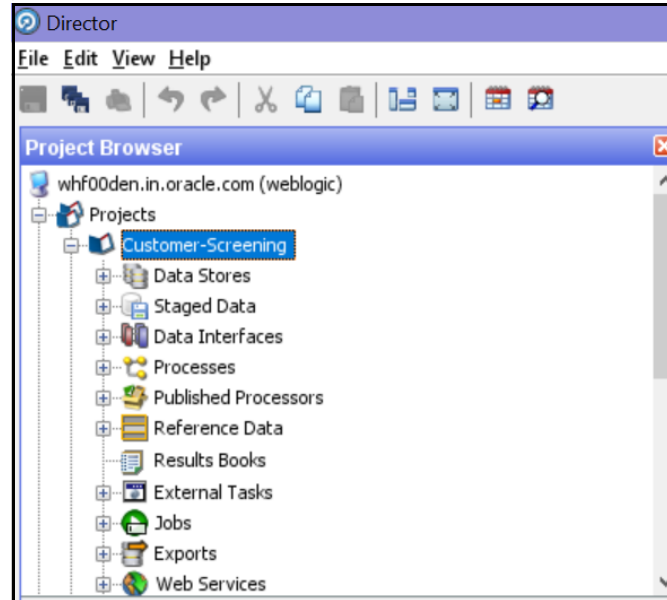 Director
File Edit View Help
Project Browser
whf00den.in.oracle.com (weblogic)
Projects
Customer-Screening
Data Stores
Staged Data
Data Interfaces
Processes
Published Processors
Reference Data
Results Books
External Tasks
Jobs
Exports
Web Services